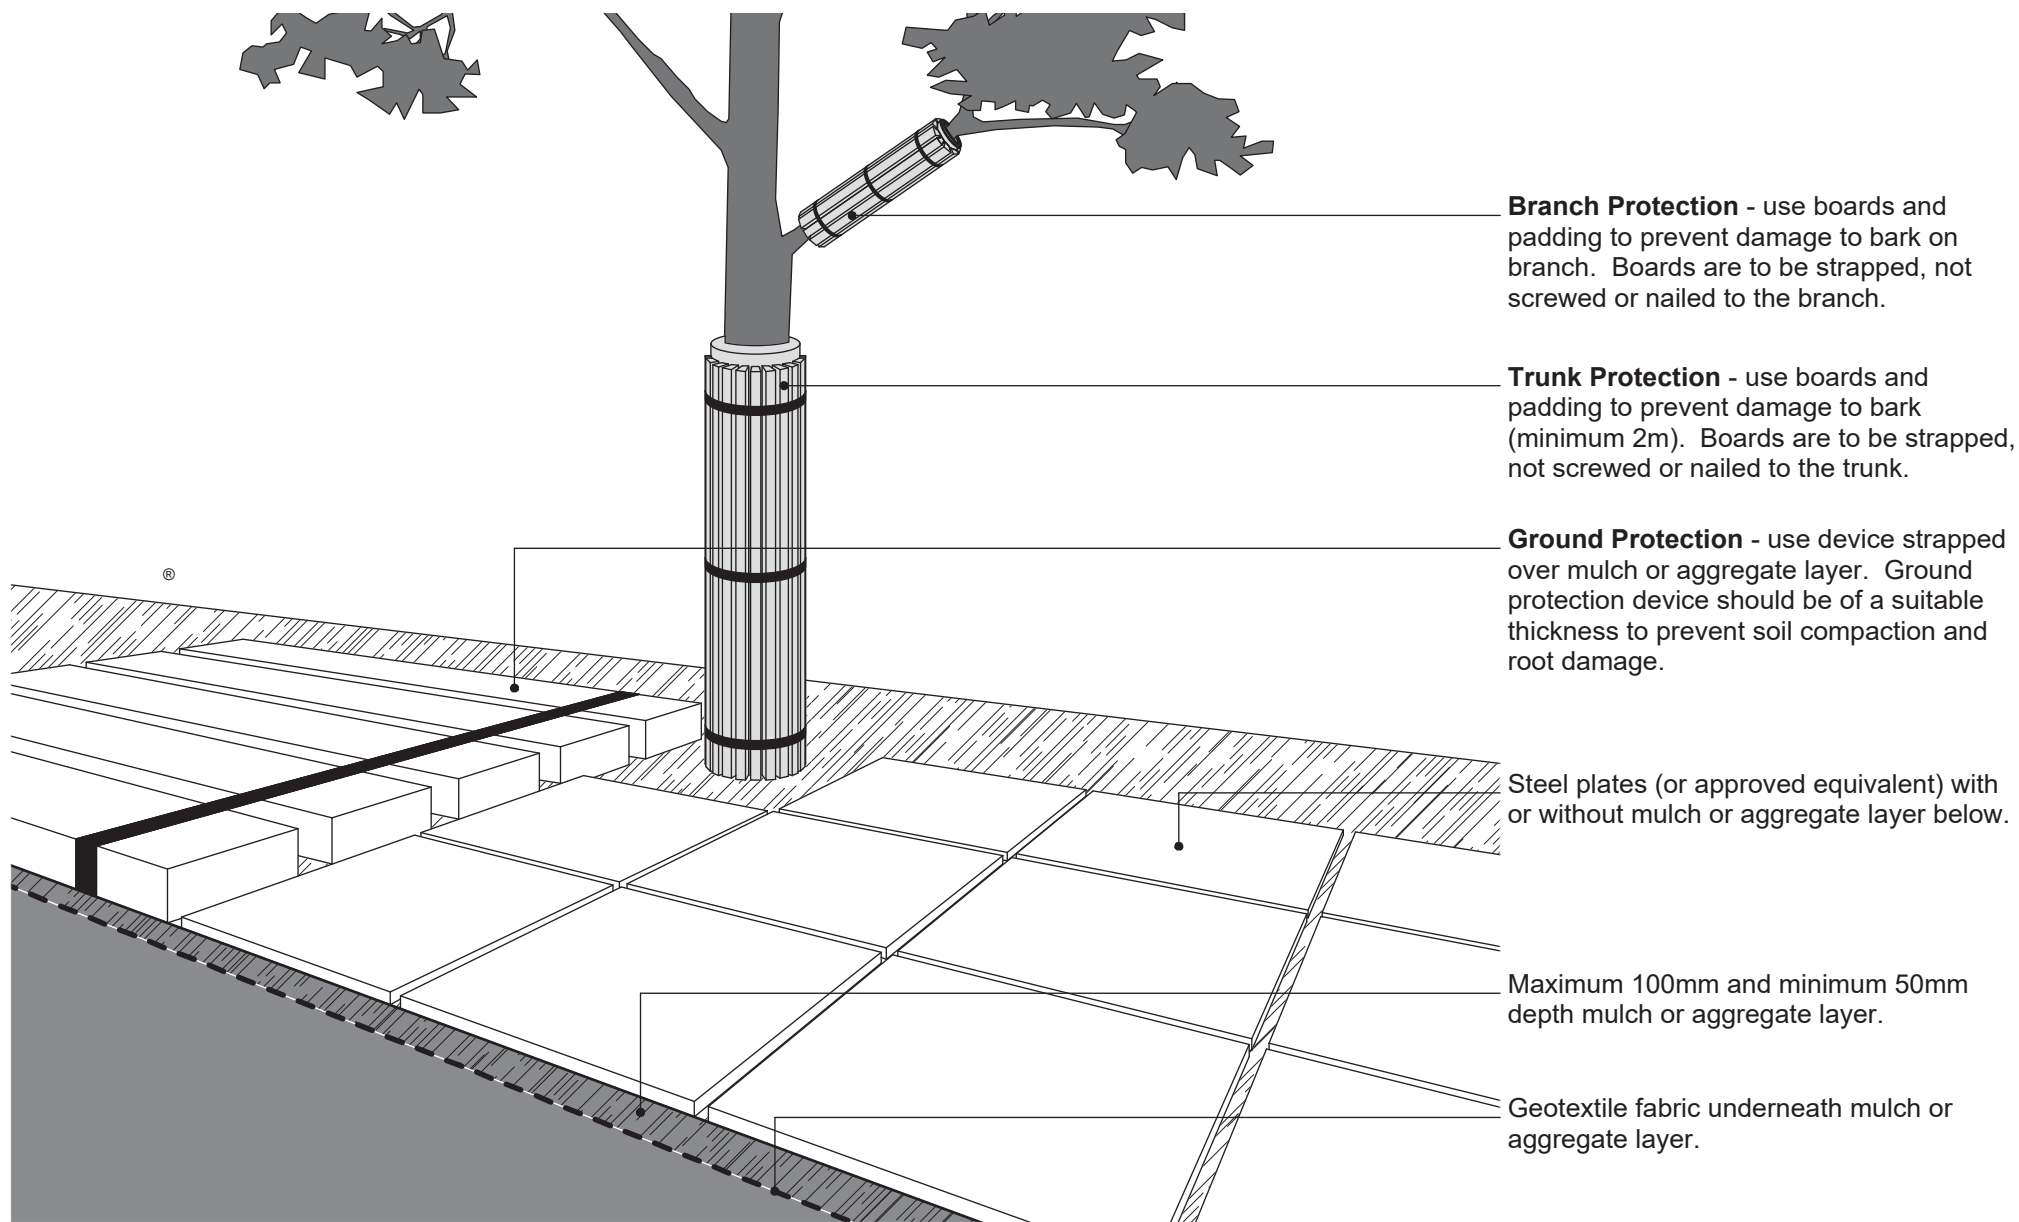 Branch Protection - use boards and
padding to prevent damage to bark on
branch. Boards are to be strapped, not
screwed or nailed to the branch.
Trunk Protection - use boards and
padding to prevent damage to bark
(minimum 2m). Boards are to be strapped,
not screwed or nailed to the trunk.
Ground Protection - use device strapped
over mulch or aggregate layer. Ground
protection device should be of a suitable
thickness to prevent soil compaction and
root damage.
®
Steel plates (or approved equivalent) with
or without mulch or aggregate layer below.
Maximum 100mm and minimum 50mm
depth mulch or aggregate layer.
Geotextile fabric underneath mulch or
aggregate layer.